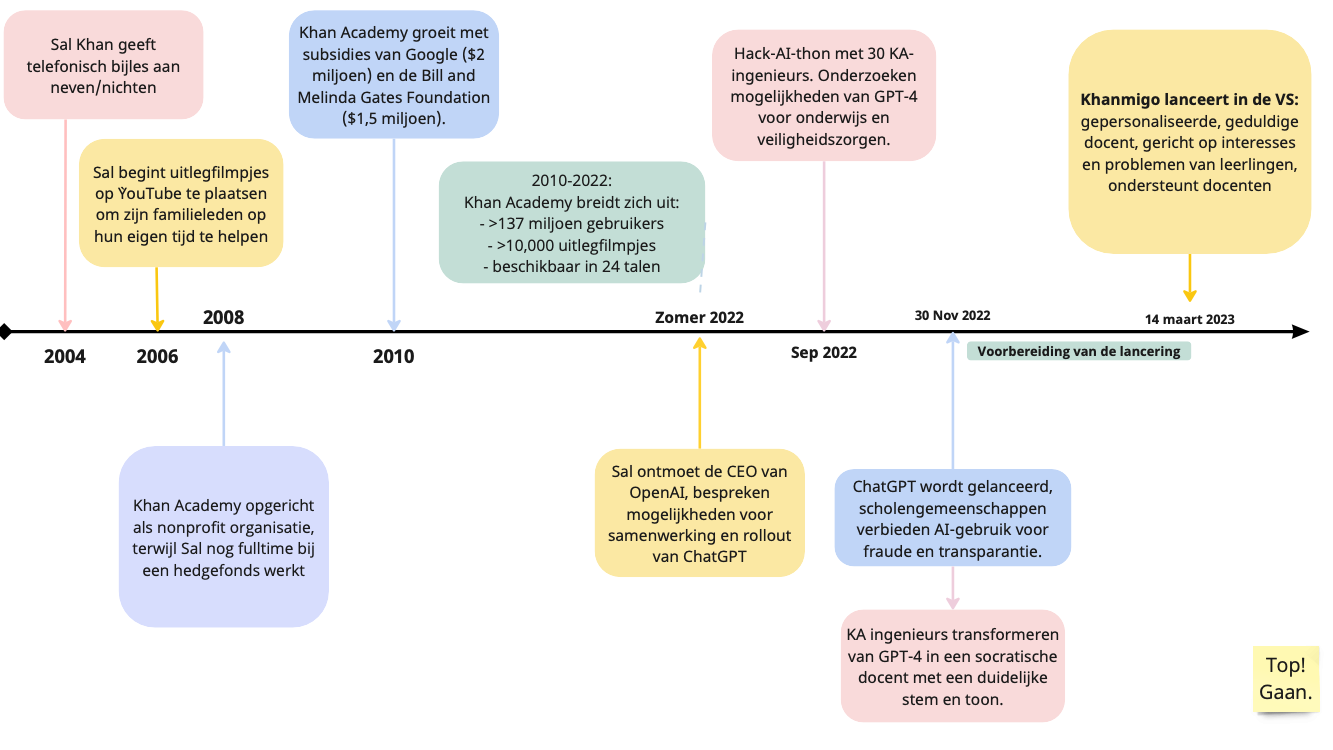 Sal Khan geeft
telefonisch bijles aan
neven/nichten
Sal begint uitlegfilmpjes
op YouTube te plaatsen
om zijn familieleden op
hun eigen tijd te helpen
Khan Academy groeit met
subsidies van Google ($2
miljoen) en de Bill and
Melinda Gates Foundation
($1,5 miljoen).
2010-2022:
Khan Academy breidt zich uit:
- >137 miljoen gebruikers
- >10,000 uitlegfilmpjes
- beschikbaar in 24 talen
Hack-AI-thon met 30 KA-
ingenieurs. Onderzoeken
mogelijkheden van GPT-4
voor onderwijs en
veiligheidszorgen.
Khanmigo lanceert in de VS:
gepersonaliseerde, geduldige
docent, gericht op interesses
en problemen van leerlingen,
ondersteunt docenten
2004
2006
2008
2010
Zomer 2022
Sep 2022
30 Nov 2022
14 maart 2023
Voorbereiding van de lancering
Khan Academy opgericht
als nonprofit organisatie,
terwijl Sal nog fulltime bij
een hedgefonds werkt
Sal ontmoet de CEO van
OpenAI, bespreken
mogelijkheden voor
samenwerking en rollout
van ChatGPT
ChatGPT wordt gelanceerd,
scholengemeenschappen
verbieden AI-gebruik voor
fraude en transparantie.
KA ingenieurs transformeren
van GPT-4 in een socratische
docent met een duidelijke
stem en toon.
Top!
Gaan.